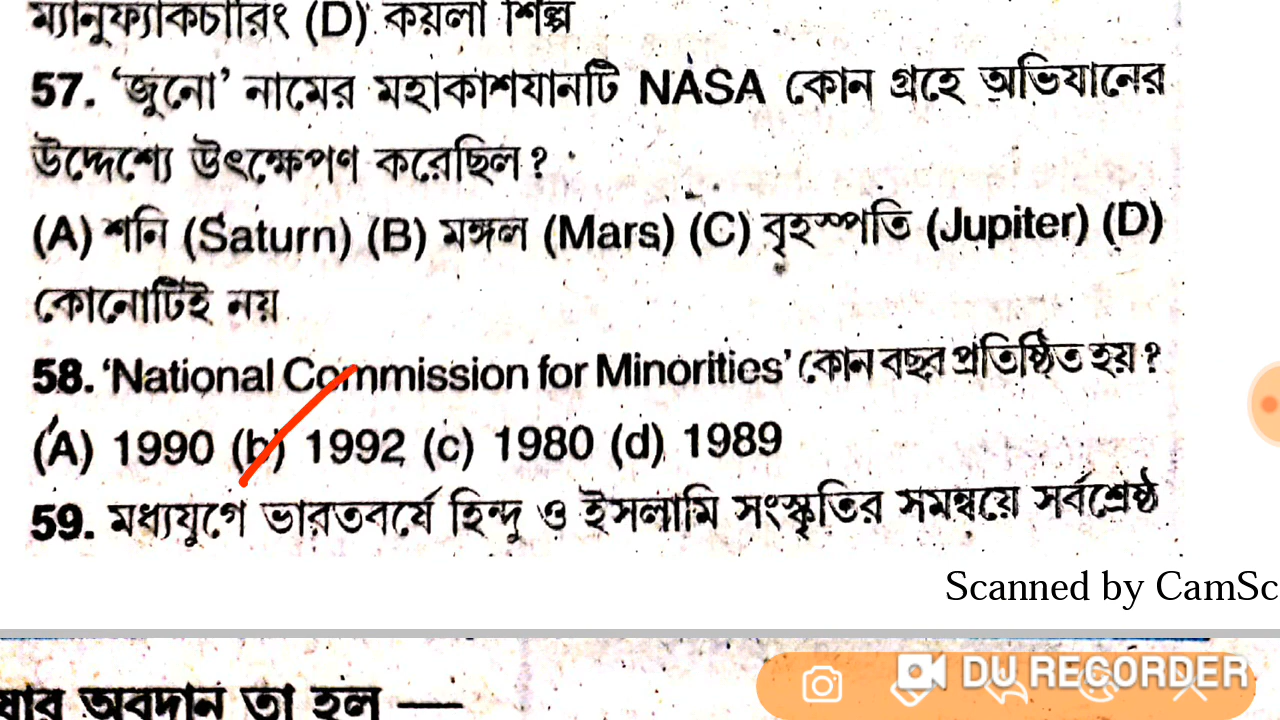 ম্যানুফ্যাকচারিং (D) কয়লা শিল্প
57. ‘জুনো’ নামের মহাকাশযানটি NASA কোন গ্রহে অভিযানের
উদ্দেশ্যে উৎক্ষেপণ করেছিল ?
(A) শনি (Saturn) (B) মঙ্গল (Mars) (C) বৃহস্পতি (Jupiter) (D)
কোনোটিই নয়
58. ‘National Commission for Minorities’ কোন বছর প্রতিষ্ঠিত হয় ?
(A) 1990 (b) 1992 (c) 1980 (d) 1989
59. মধ্যযুগে ভারতবর্ষে হিন্দু ও ইসলামি সংস্কৃতির সমন্বয়ে সর্বশ্রেষ্ঠ
Scanned by CamSc
অবদান তা হল —
DU RECORDER